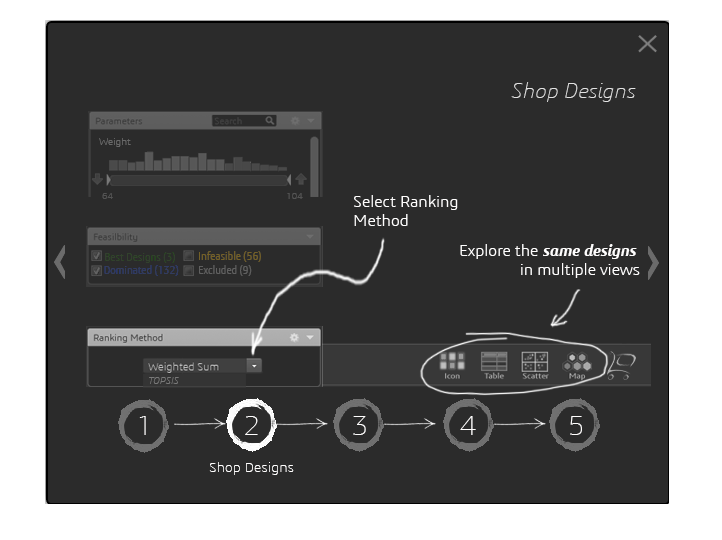 Shop Designs
Parameters
Search
Weight
64 104
Select Ranking
Method
Feasilbility
Best Designs (3) Infeasible (56)
Dominated (132) Excluded (9)
Explore the same designs
in multiple views
Ranking Method
Weighted Sum
TOPSIS
Icon Table Scatter Map
1 2 3 4 5
Shop Designs